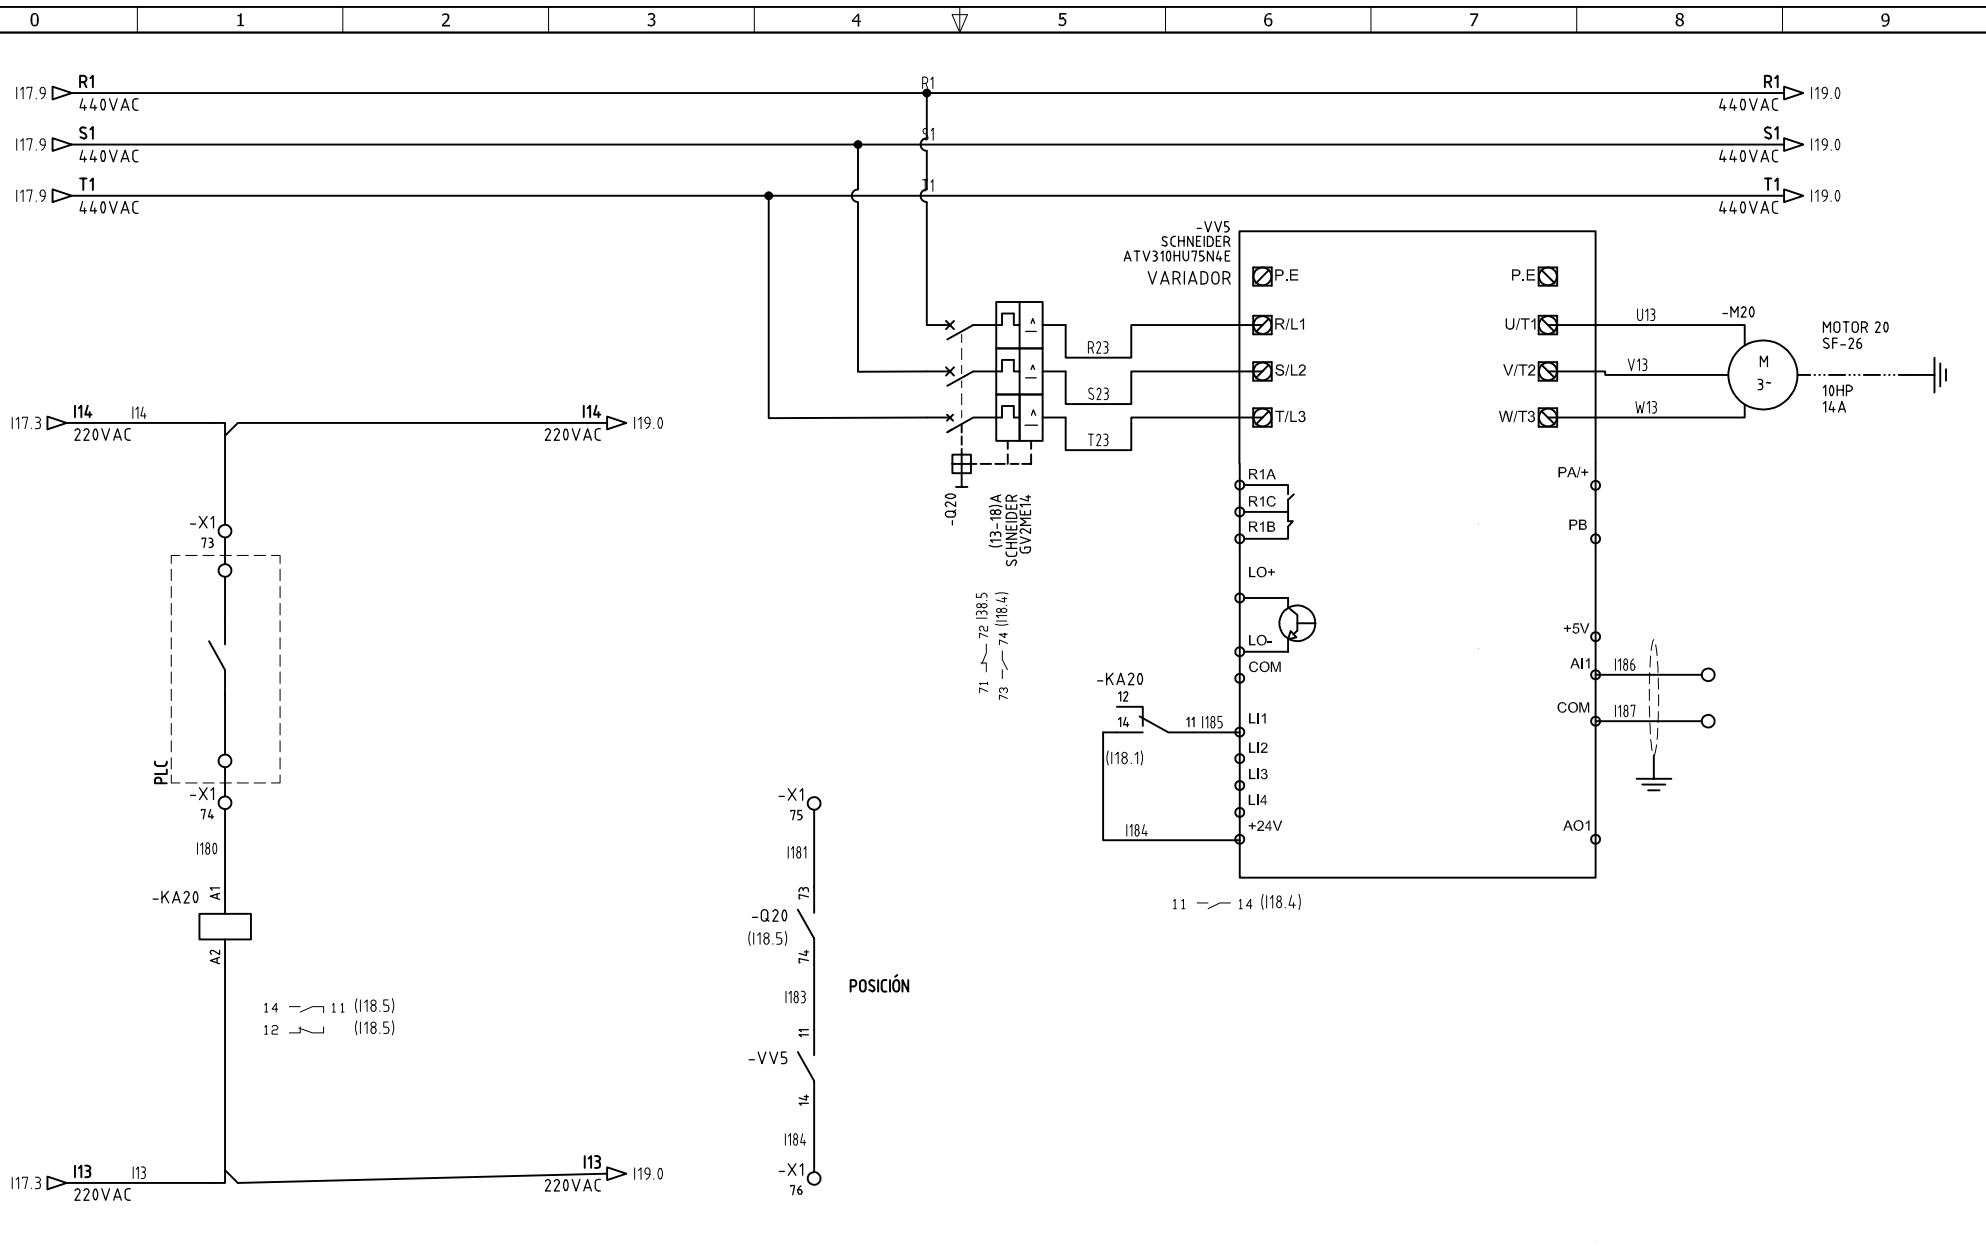 0 1 2 3 4 5 6 7 8 9
I17.9 R1 R1 R1 I19.0
440VAC 440VAC
I17.9 S1 S1 S1 I19.0
440VAC 440VAC
I17.9 T1 T1 T1 I19.0
440VAC 440VAC
-VV5
SCHNEIDER
ATV310HU75N4E
VARIADOR
P.E P.E
R/L1 U/T1 U13 -M20
R23
S/L2 V/T2 V13
S23
T/L3 W/T3 W13
T23
M
3~
MOTOR 20
SF-26
10HP
14A
I17.3 I14 I14 I14 I19.0
220VAC 220VAC
-Q20
(13-18)A
SCHNEIDER
GV2ME14
71 72 I38.5
73 74 (I18.4)
R1A
R1C
R1B
LO+
LO-
COM
LI1
LI2
LI3
LI4
+24V
PA/+
PB
+5V
AI1 I186
COM I187
AO1
-KA20
12
14 11 I185
(I18.1)
I184
11 14 (I18.4)
-X1
73
PLC
-X1
74
I180
-KA20 A1
A2
14 11 (I18.5)
12 (I18.5)
-X1
75
I181
73
-Q20
(I18.5)
74
I183
POSICIÓN
11
-VV5
14
I184
-X1
76
I17.3 I13 I13 I13 I19.0
220VAC 220VAC